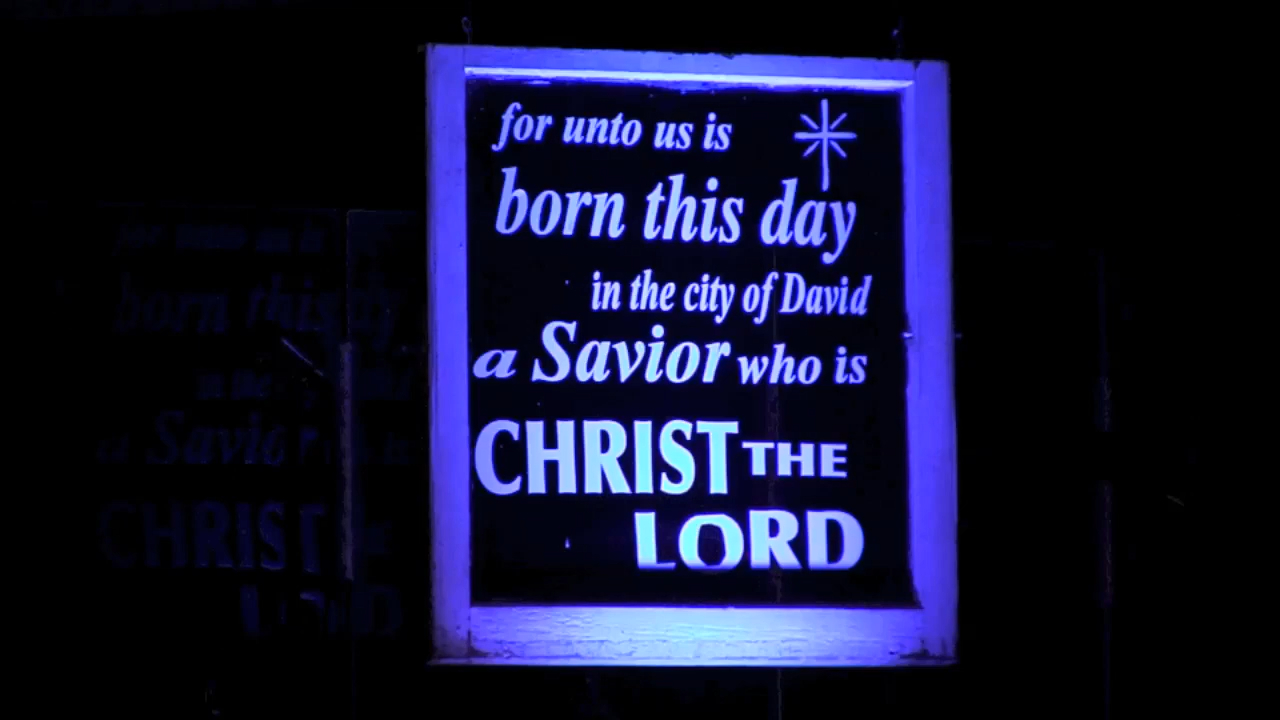 for unto us is
born this day
in the city of David
a Savior who is
CHRIST THE
LORD